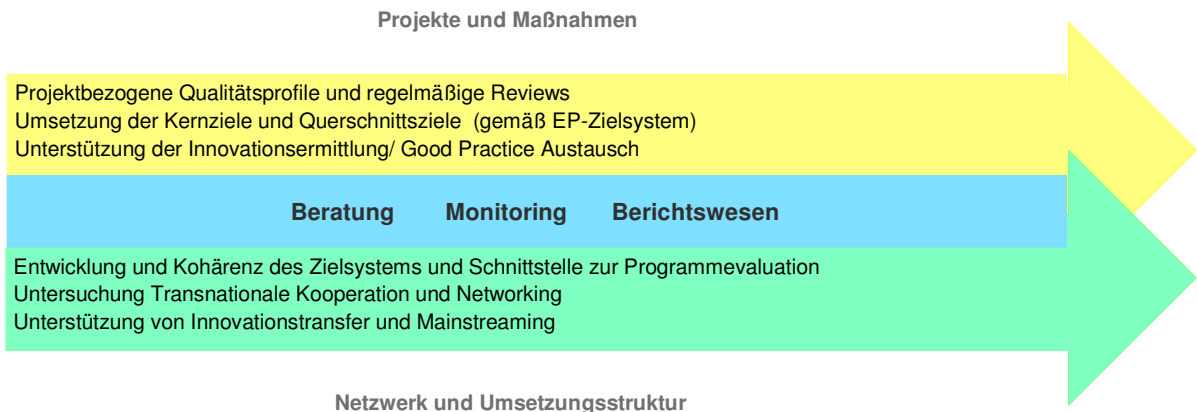 Projekte und Maßnahmen
Projektbezogene Qualitätsprofile und regelmäßige Reviews
Umsetzung der Kernziele und Querschnittsziele (gemäß EP-Zielsystem)
Unterstützung der Innovationsermittlung/ Good Practice Austausch
Beratung Monitoring Berichtswesen
Entwicklung und Kohärenz des Zielsystems und Schnittstelle zur Programmevaluation
Untersuchung Transnationale Kooperation und Networking
Unterstützung von Innovationstransfer und Mainstreaming
Netzwerk und Umsetzungsstruktur